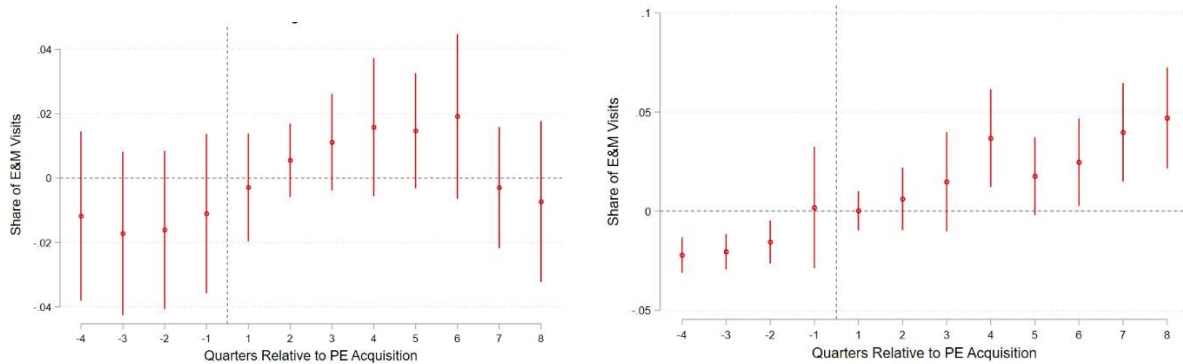 .04
.02
0
-.02
-.04
Share of E&M Visits
-4 -3 -2 -1 1 2 3 4 5 6 7 8
Quarters Relative to PE Acquisition
.1
.05
0
-.05
Share of E&M Visits
-4 -3 -2 -1 1 2 3 4 5 6 7 8
Quarters Relative to PE Acquisition